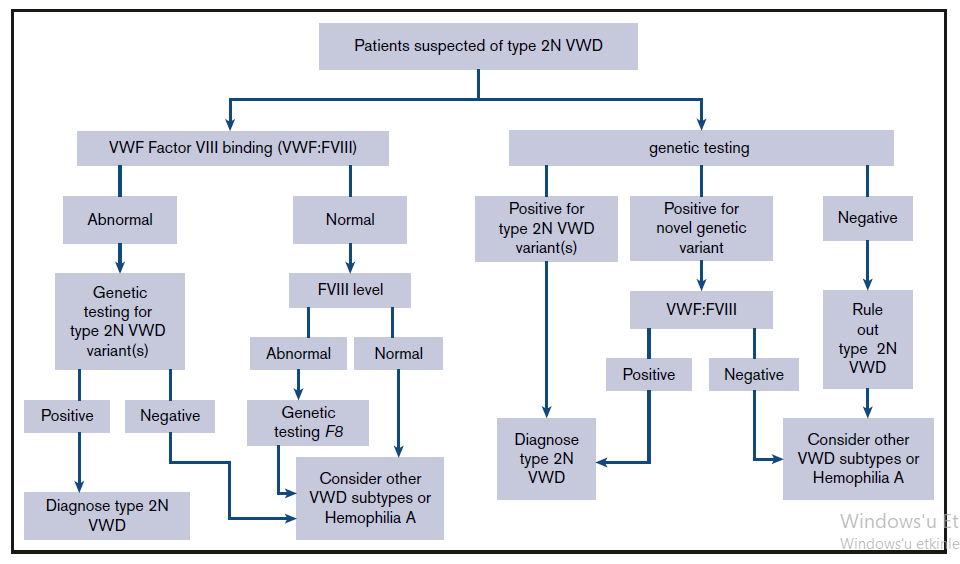 Patients suspected of type 2N VWD
VWF Factor VIII binding (VWF:FVIII)
genetic testing
Abnormal
Normal
Positive for
type 2N VWD
variant(s)
Positive for
novel genetic
variant
Negative
Genetic
testing for
type 2N VWD
variant(s)
FVIII level
VWF:FVIII
Rule
out
type 2N
VWD
Abnormal
Normal
Positive
Negative
Positive
Negative
Genetic
testing F8
Diagnose
type 2N
VWD
Consider other
VWD subtypes or
Hemophilia A
Diagnose type 2N
VWD
Consider other
VWD subtypes or
Hemophilia A
Windows'u Et
Windows'u etkinle